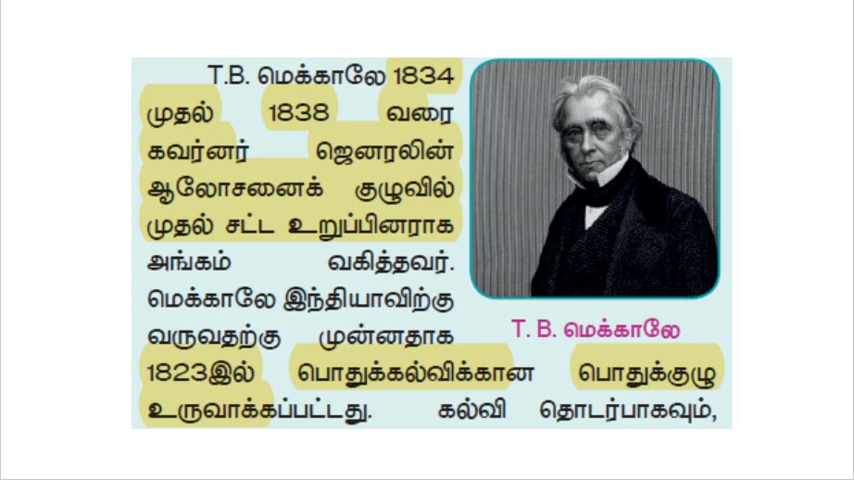 T.B. மெக்காலே 1834
முதல் 1838 வரை
கவர்னர் ஜெனரலின்
ஆலோசனைக் குழுவில்
முதல் சட்ட உறுப்பினராக
அங்கம் வகித்தவர்.
மெக்காலே இந்தியாவிற்கு
வருவதற்கு முன்னதாக
T. B. மெக்காலே
1823இல் பொதுக்கல்விக்கான பொதுக்குழு
உருவாக்கப்பட்டது. கல்வி தொடர்பாகவும்,